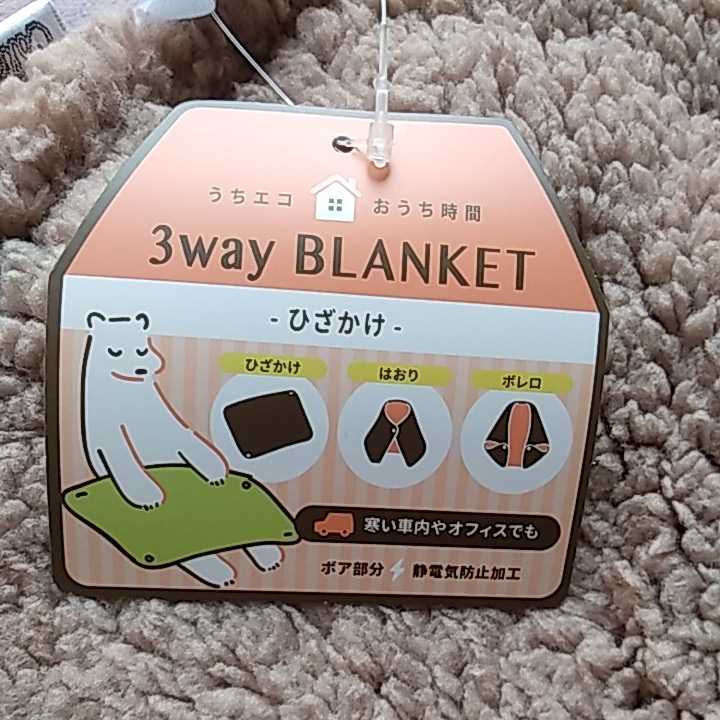 うちエコ おうち時間
3way BLANKET
- ひざかけ -
ひざかけ はおり ボレロ
寒い車内やオフィスでも
ボア部分 静電気防止加工